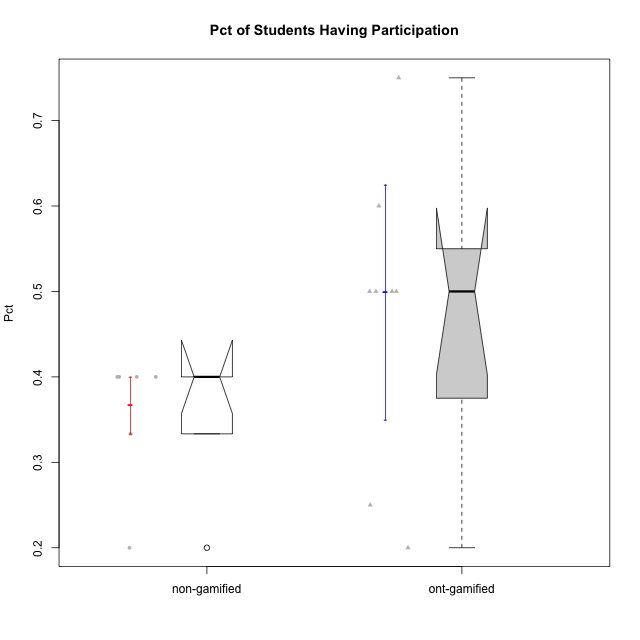 Pct of Students Having Participation
Pct
0.7
0.6
0.5
0.4
0.3
0.2
non-gamified
ont-gamified